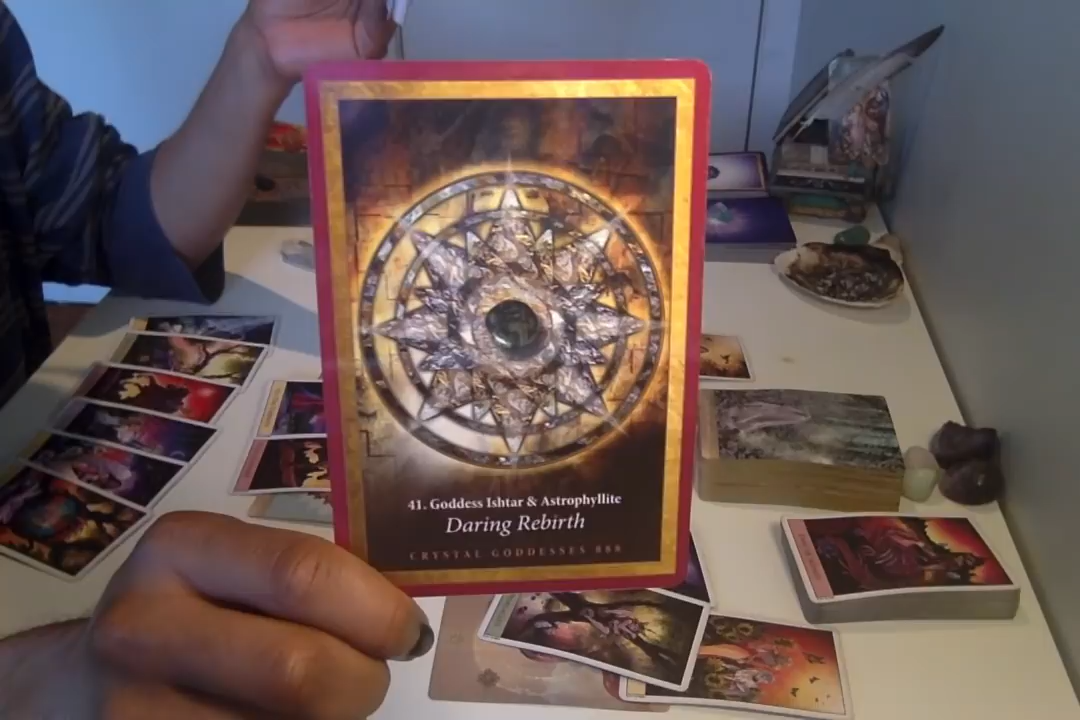 41. Goddess Ishtar & Astrophyllite
Daring Rebirth
CRYSTAL GODDESSES 888